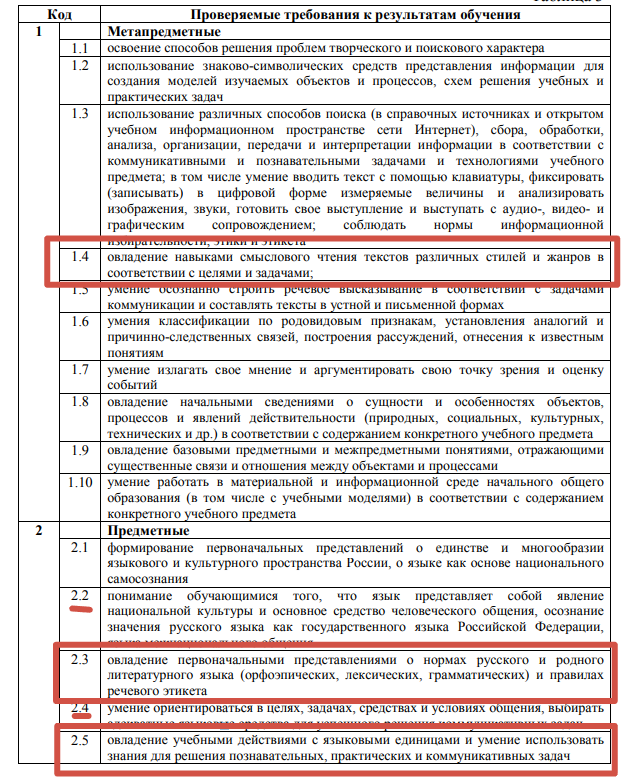 Код Проверяемые требования к результатам обучения
1 Метапредметные
1.1 освоение способов решения проблем творческого и поискового характера
1.2 использование знаково-символических средств представления информации для
создания моделей изучаемых объектов и процессов, схем решения учебных и
практических задач
1.3 использование различных способов поиска (в справочных источниках и открытом
учебном информационном пространстве сети Интернет), сбора, обработки,
анализа, организации, передачи и интерпретации информации в соответствии с
коммуникативными и познавательными задачами и технологиями учебного
предмета; в том числе умение вводить текст с помощью клавиатуры, фиксировать
(записывать) в цифровой форме измеряемые величины и анализировать
изображения, звуки, готовить свое выступление и выступать с аудио-, видео- и
графическим сопровождением; соблюдать нормы информационной
избирательности, этики и этикета
1.4 овладение навыками смыслового чтения текстов различных стилей и жанров в
соответствии с целями и задачами;
1.5 умение осознанно строить речевое высказывание в соответствии с задачами
коммуникации и составлять тексты в устной и письменной формах
1.6 умения классификации по родовидовым признакам, установления аналогий и
причинно-следственных связей, построения рассуждений, отнесения к известным
понятиям
1.7 умение излагать свое мнение и аргументировать свою точку зрения и оценку
событий
1.8 овладение начальными сведениями о сущности и особенностях объектов,
процессов и явлений действительности (природных, социальных, культурных,
технических и др.) в соответствии с содержанием конкретного учебного предмета
1.9 овладение базовыми предметными и межпредметными понятиями, отражающими
существенные связи и отношения между объектами и процессами
1.10 умение работать в материальной и информационной среде начального общего
образования (в том числе с учебными моделями) в соответствии с содержанием
конкретного учебного предмета
2 Предметные
2.1 формирование первоначальных представлений о единстве и многообразии
языкового и культурного пространства России, о языке как основе национального
самосознания
2.2 понимание обучающимися того, что язык представляет собой явление
национальной культуры и основное средство человеческого общения, осознание
значения русского языка как государственного языка Российской Федерации,
языка межнационального общения
2.3 овладение первоначальными представлениями о нормах русского и родного
литературного языка (орфоэпических, лексических, грамматических) и правилах
речевого этикета
2.4 умение ориентироваться в целях, задачах, средствах и условиях общения, выбирать
адекватные языковые средства для успешного решения коммуникативных задач
2.5 овладение учебными действиями с языковыми единицами и умение использовать
знания для решения познавательных, практических и коммуникативных задач